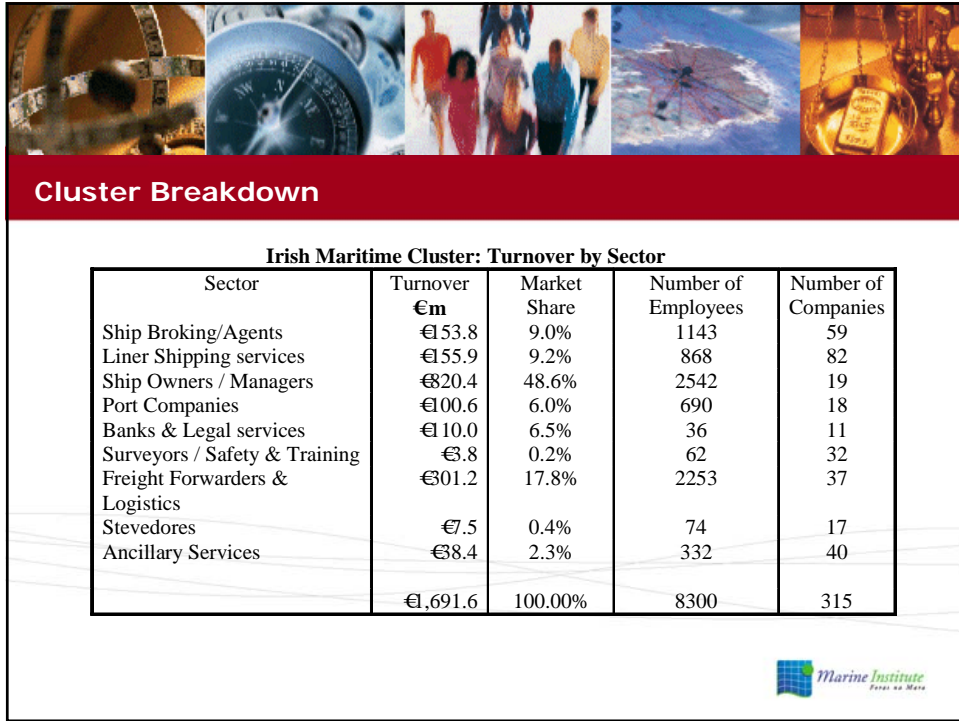 NW N
Cluster Breakdown
Irish Maritime Cluster: Turnover by Sector
Sector Turnover Market Number of Number of
€m Share Employees Companies
Ship Broking/Agents €153.8 9.0% 1143 59
Liner Shipping services €155.9 9.2% 868 82
Ship Owners / Managers €820.4 48.6% 2542 19
Port Companies €100.6 6.0% 690 18
Banks & Legal services €110.0 6.5% 36 11
Surveyors / Safety & Training €3.8 0.2% 62 32
Freight Forwarders & €301.2 17.8% 2253 37
Logistics
Stevedores €7.5 0.4% 74 17
Ancillary Services €38.4 2.3% 332 40
€1,691.6 100.00% 8300 315
Marine Institute
Foras na Mara